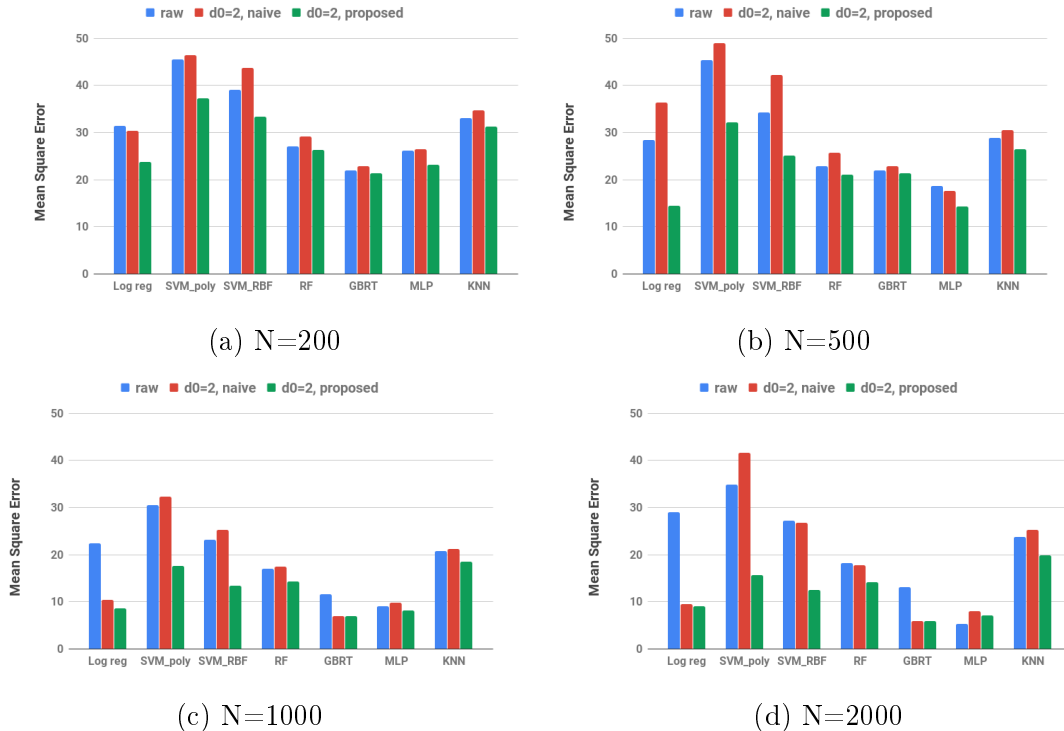 raw d0=2, naive d0=2, proposed
50
40
30
20
10
0
Mean Square Error
Log reg SVM_poly SVM_RBF RF GBRT MLP KNN
(a) N=200
raw d0=2, naive d0=2, proposed
50
40
30
20
10
0
Mean Square Error
Log reg SVM_poly SVM_RBF RF GBRT MLP KNN
(b) N=500
raw d0=2, naive d0=2, proposed
50
40
30
20
10
0
Mean Square Error
Log reg SVM_poly SVM_RBF RF GBRT MLP KNN
(c) N=1000
raw d0=2, naive d0=2, proposed
50
40
30
20
10
0
Mean Square Error
Log reg SVM_poly SVM_RBF RF GBRT MLP KNN
(d) N=2000